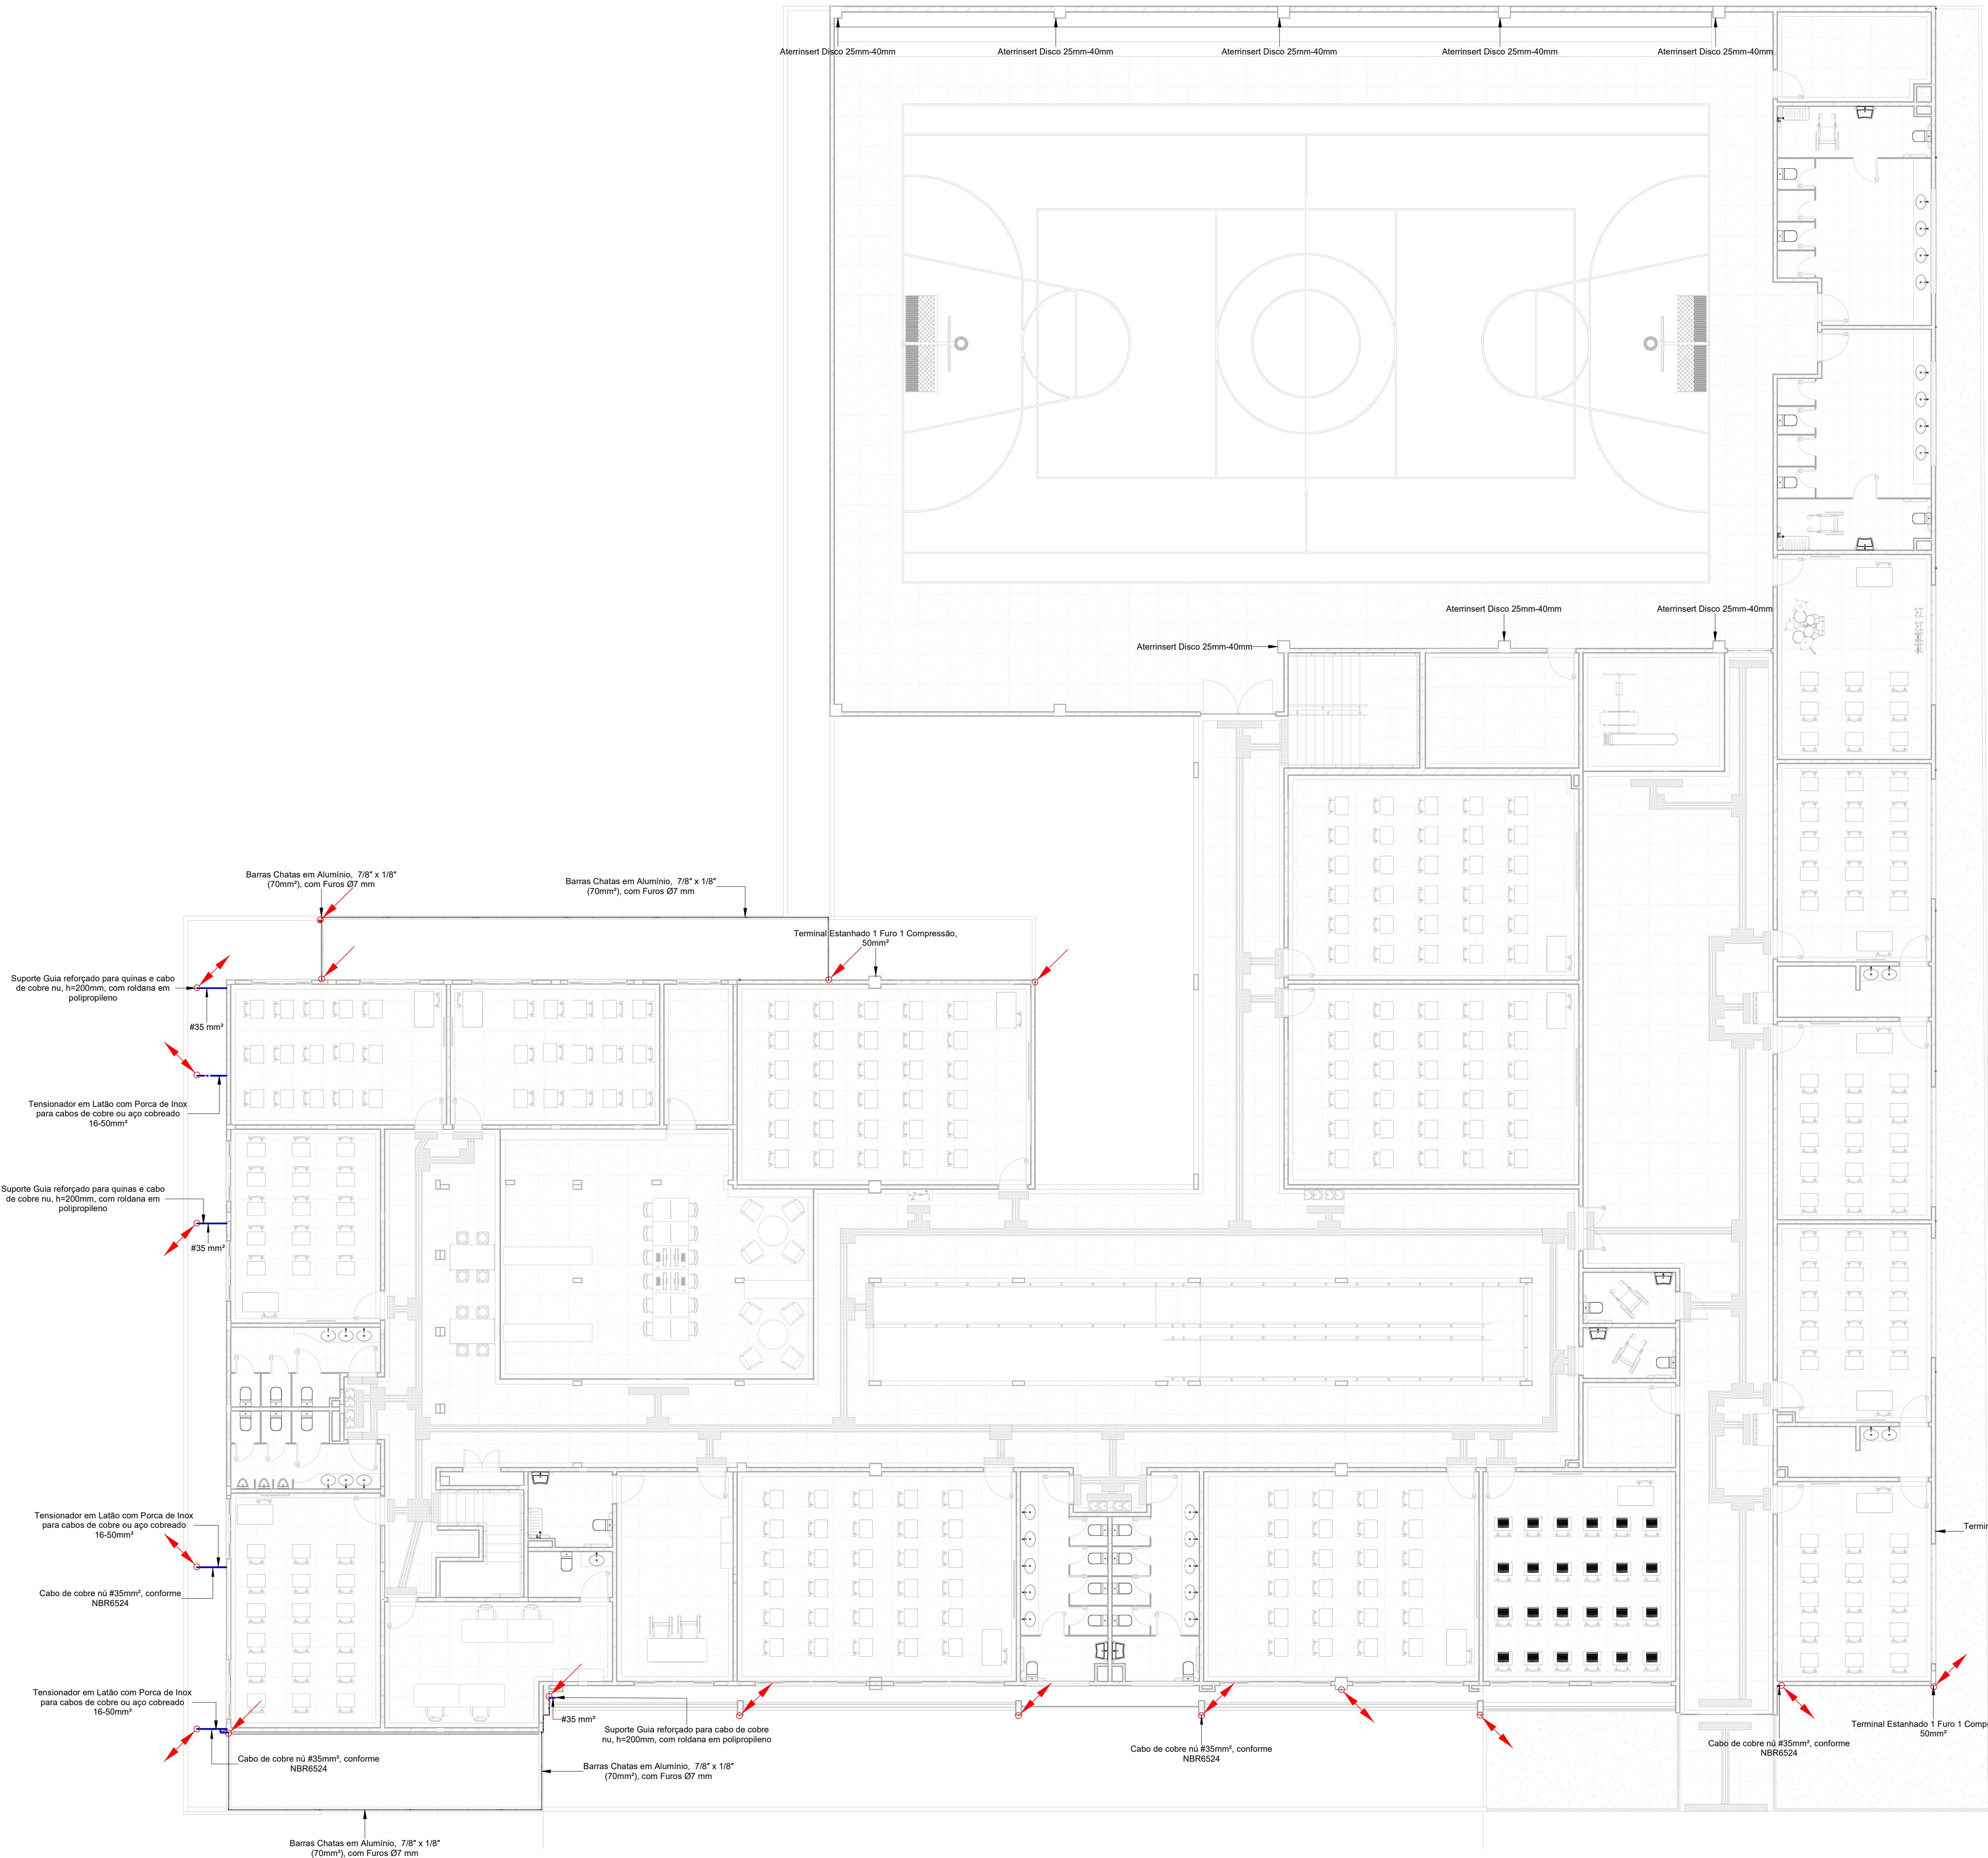 Aterrinsert Disco 25mm-40mm
Aterrinsert Disco 25mm-40mm
Aterrinsert Disco 25mm-40mm
Aterrinsert Disco 25mm-40mm
Aterrinsert Disco 25mm-40mm
Aterrinsert Disco 25mm-40mm
Aterrinsert Disco 25mm-40mm
Aterrinsert Disco 25mm-40mm
Barras Chatas em Alumínio, 7/8" x 1/8"
(70mm²), com Furos Ø7 mm
Barras Chatas em Alumínio, 7/8" x 1/8"
(70mm²), com Furos Ø7 mm
Terminal Estanhado 1 Furo 1 Compressão,
50mm²
Suporte Guia reforçado para quinas e cabo
de cobre nu, h=200mm, com roldana em
polipropileno
#35 mm²
Tensionador em Latão com Porca de Inox
para cabos de cobre ou aço cobreado
16-50mm²
Suporte Guia reforçado para quinas e cabo
de cobre nu, h=200mm, com roldana em
polipropileno
#35 mm²
Tensionador em Latão com Porca de Inox
para cabos de cobre ou aço cobreado
16-50mm²
Termin
Cabo de cobre nú #35mm², conforme
NBR6524
Tensionador em Latão com Porca de Inox
para cabos de cobre ou aço cobreado
16-50mm²
#35 mm²
Suporte Guia reforçado para cabo de cobre
nu, h=200mm, com roldana em polipropileno
Cabo de cobre nú #35mm², conforme
NBR6524
Barras Chatas em Alumínio, 7/8" x 1/8"
(70mm²), com Furos Ø7 mm
Cabo de cobre nú #35mm², conforme
NBR6524
Cabo de cobre nú #35mm², conforme
NBR6524
Terminal Estanhado 1 Furo 1 Compr
50mm²
Barras Chatas em Alumínio, 7/8" x 1/8"
(70mm²), com Furos Ø7 mm